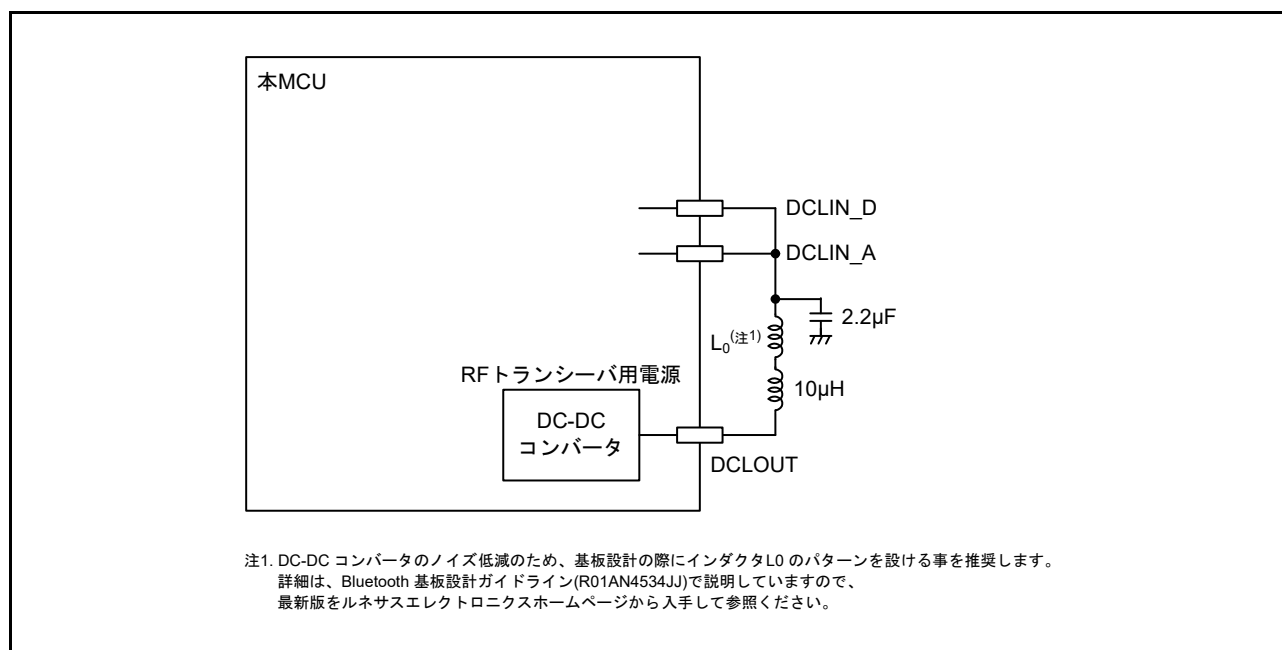 本MCU
DCLIN_D
DCLIN_A
2.2µF
L0(注1)
10µH
RFトランシーバ用電源
DC-DC
コンバータ
DCLOUT
注1. DC-DC コンバータのノイズ低減のため、基板設計の際にインダクタL0 のパターンを設ける事を推奨します。
詳細は、Bluetooth 基板設計ガイドライン(R01AN4534JJ)で説明していますので、
最新版をルネサスエレクトロニクスホームページから入手して参照ください。